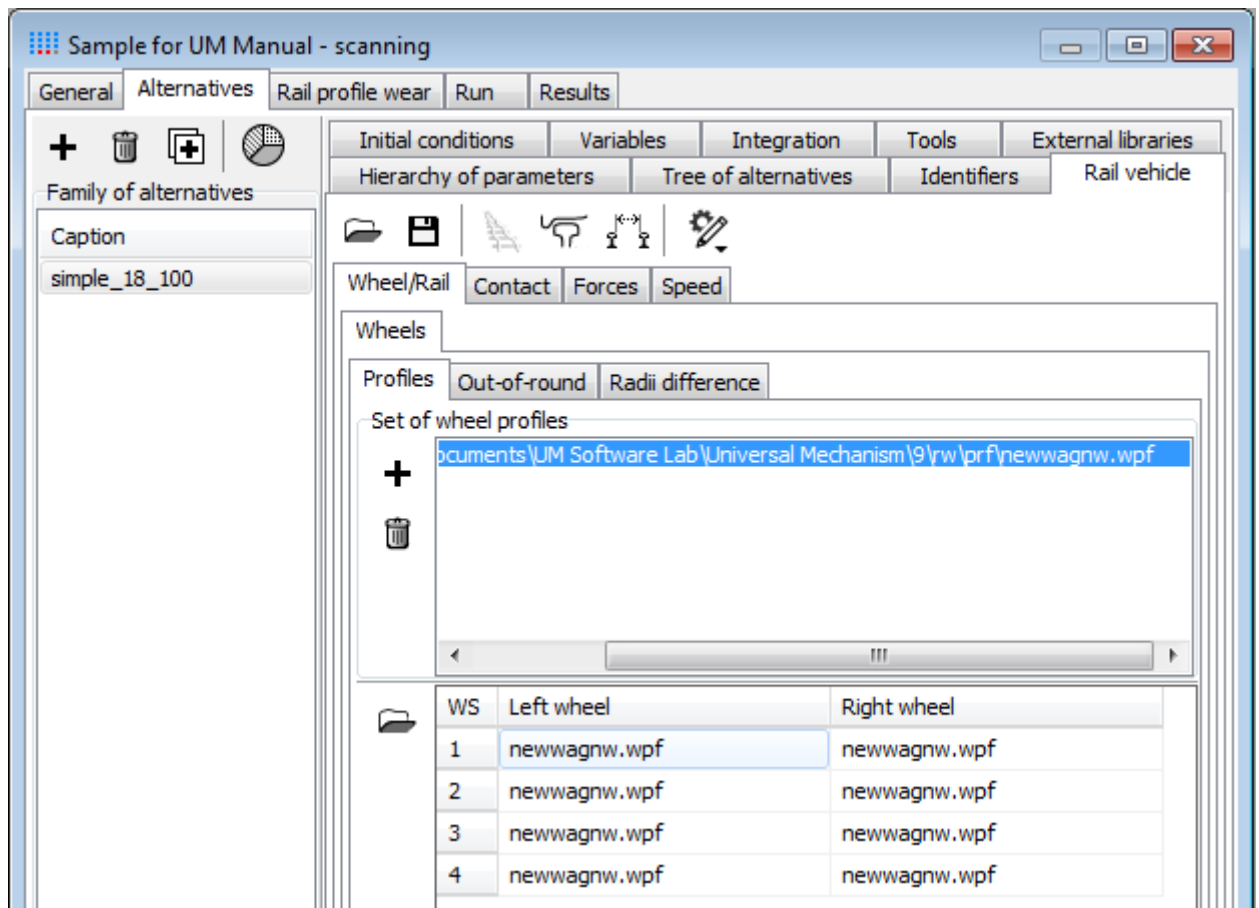 Sample for UM Manual - scanning
General Alternatives Rail profile wear Run Results
Initial conditions Variables Integration Tools External libraries
Hierarchy of parameters Tree of alternatives Identifiers Rail vehicle
Family of alternatives
Caption
simple_18_100
Wheel/Rail Contact Forces Speed
Wheels
Profiles Out-of-round Radii difference
Set of wheel profiles
ocuments\UM Software Lab\Universal Mechanism\9\rw\prf\newwagnw.wpf
WS Left wheel Right wheel
1 newwagnw.wpf newwagnw.wpf
2 newwagnw.wpf newwagnw.wpf
3 newwagnw.wpf newwagnw.wpf
4 newwagnw.wpf newwagnw.wpf